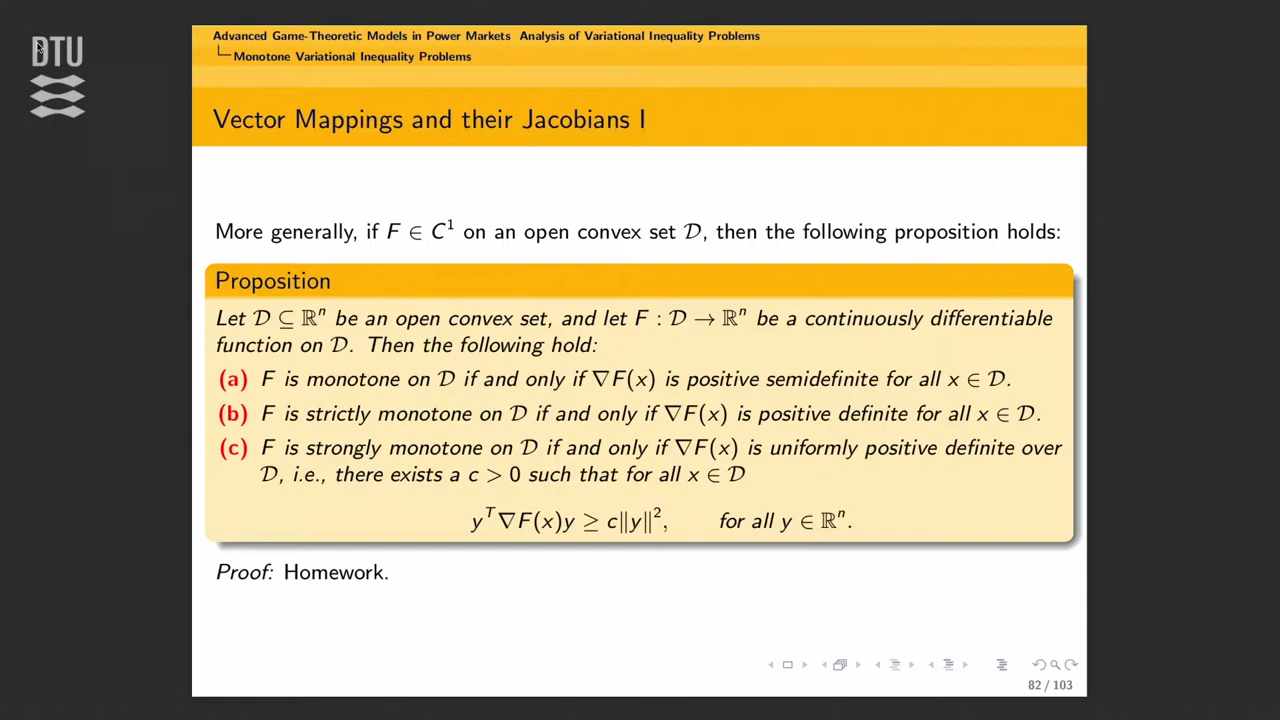 DTU
Advanced Game-Theoretic Models in Power Markets Analysis of Variational Inequality Problems
Monotone Variational Inequality Problems
Vector Mappings and their Jacobians I
More generally, if F ∈ C¹ on an open convex set 𝒟, then the following proposition holds:
Proposition
Let 𝒟 ⊆ ℝⁿ be an open convex set, and let F : 𝒟 → ℝⁿ be a continuously differentiable
function on 𝒟. Then the following hold:
(a) F is monotone on 𝒟 if and only if ∇F(x) is positive semidefinite for all x ∈ 𝒟.
(b) F is strictly monotone on 𝒟 if and only if ∇F(x) is positive definite for all x ∈ 𝒟.
(c) F is strongly monotone on 𝒟 if and only if ∇F(x) is uniformly positive definite over
𝒟, i.e., there exists a c > 0 such that for all x ∈ 𝒟
yᵀ∇F(x)y ≥ c‖y‖², for all y ∈ ℝⁿ.
Proof: Homework.
82 / 103